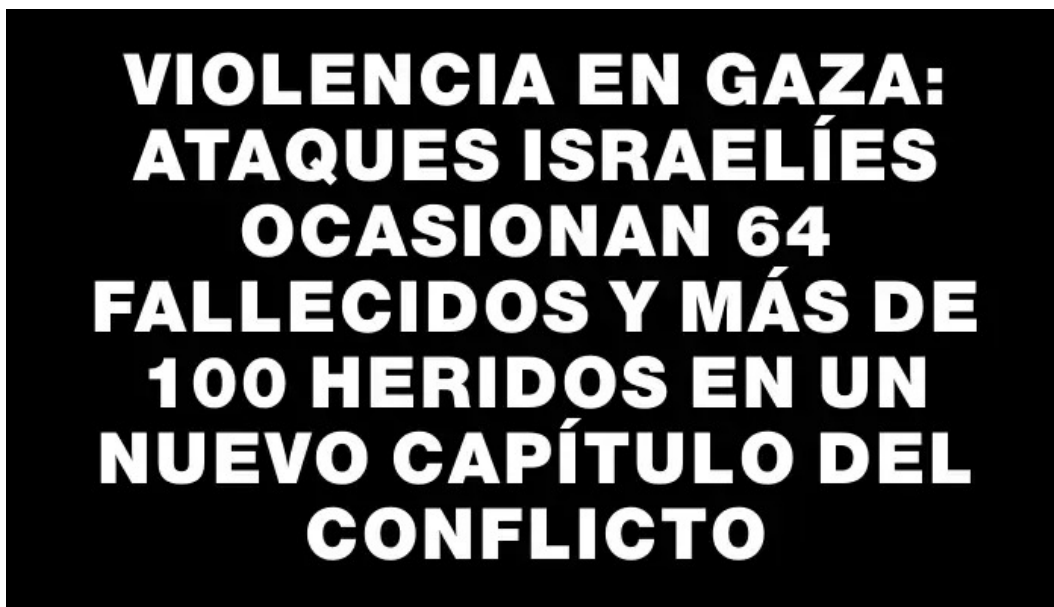 VIOLENCIA EN GAZA:
ATAQUES ISRAELÍES
OCASIONAN 64
FALLECIDOS Y MÁS DE
100 HERIDOS EN UN
NUEVO CAPÍTULO DEL
CONFLICTO